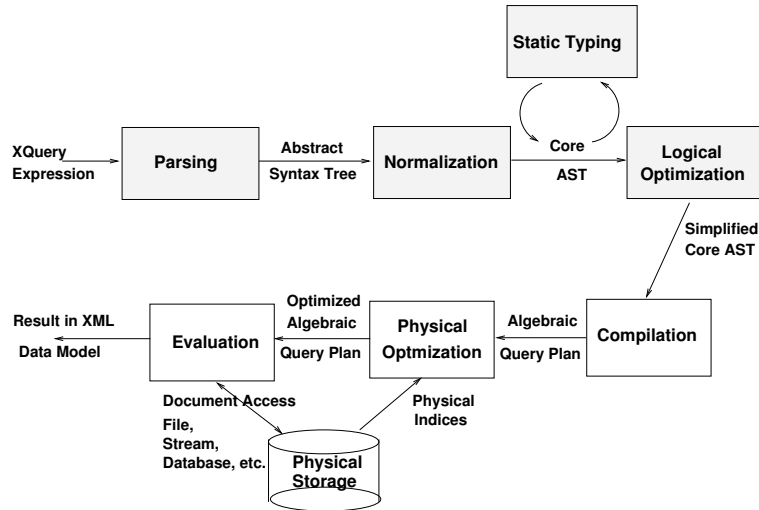 Static Typing
XQuery
Expression
Parsing
Abstract
Syntax Tree
Normalization
Core
AST
Logical
Optimization
Simplified
Core AST
Result in XML
Data Model
Evaluation
Optimized
Algebraic
Query Plan
Physical
Optmization
Algebraic
Query Plan
Compilation
Document Access
File,
Stream,
Database, etc.
Physical
Storage
Physical
Indices